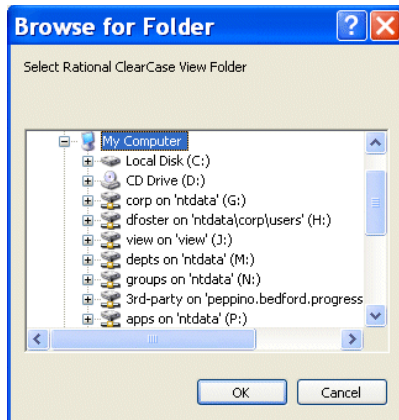 Browse for Folder
Select Rational ClearCase View Folder
My Computer
Local Disk (C:)
CD Drive (D:)
corp on 'ntdata' (G:)
dfoster on 'ntdata\corp\users' (H:)
view on 'view' (J:)
depts on 'ntdata' (M:)
groups on 'ntdata' (N:)
3rd-party on 'peppino.bedford.progress
apps on 'ntdata' (P:)
OK Cancel